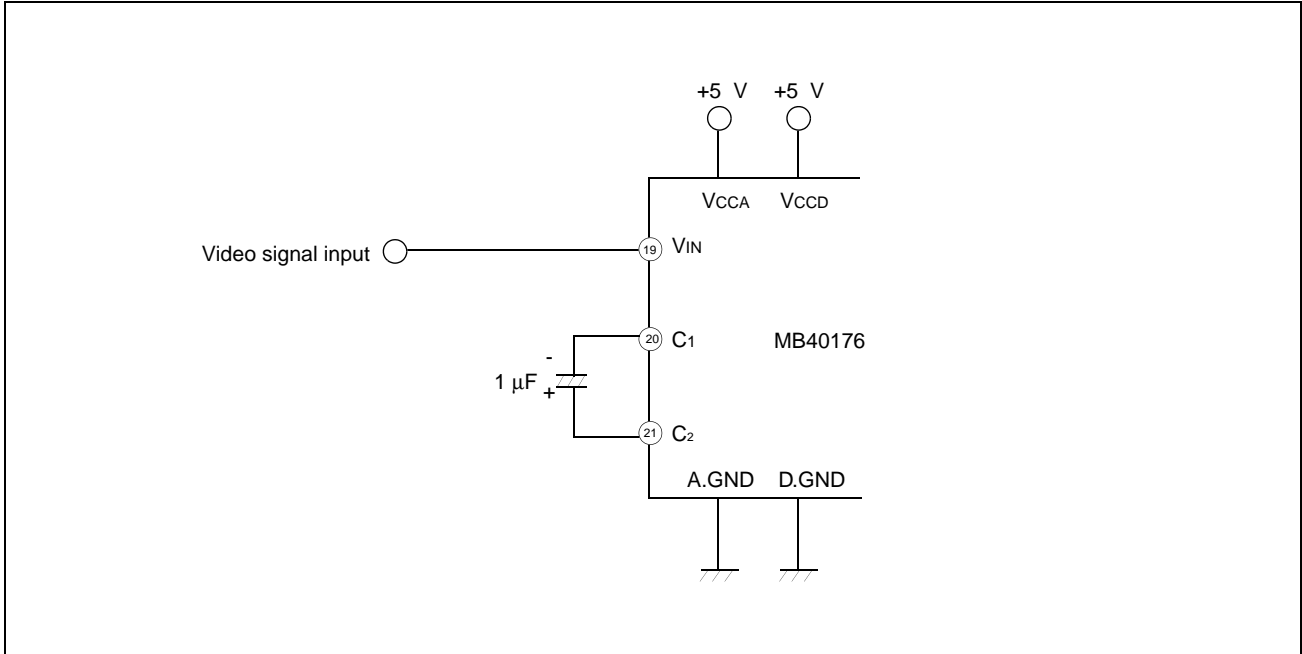 +5 V +5 V
VCCA VCCD
Video signal input 19 VIN
20 C1 MB40176
-
1 μF
+
21 C2
A.GND D.GND